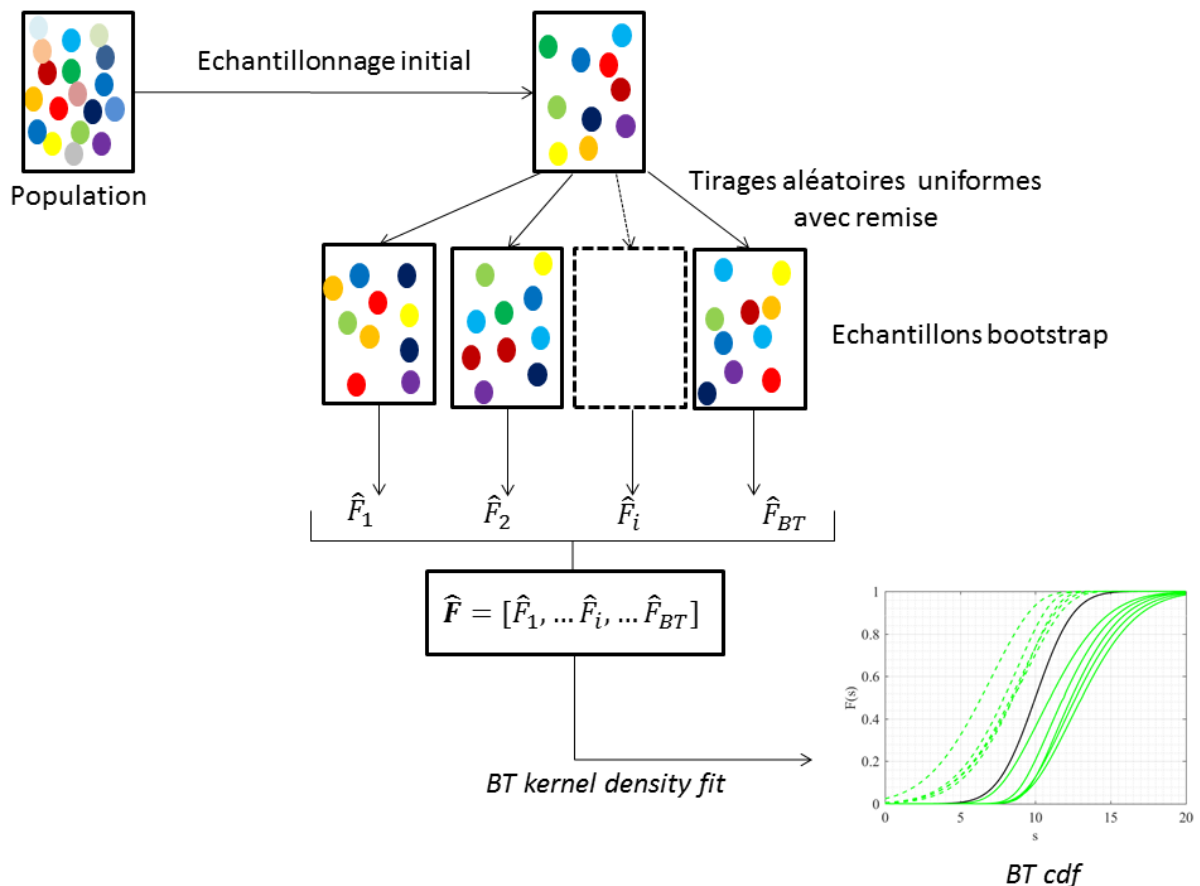 Echantillonnage initial
Population
Tirages aléatoires uniformes
avec remise
Echantillons bootstrap
F̂₁ F̂₂ F̂ᵢ F̂_BT
F̂ = [F̂₁, … F̂ᵢ, … F̂_BT]
BT kernel density fit
1
0.8
0.6
0.4
0.2
0
F(s)
0 5 10 15 20
s
BT cdf